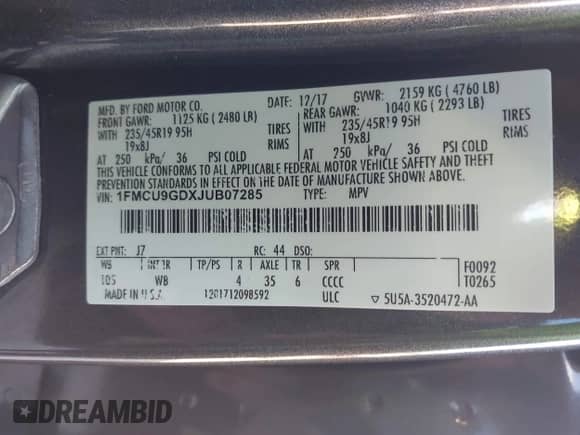 MFD. BY FORD MOTOR CO. DATE: 12/17 GVWR: 2159 KG ( 4760 LB)
FRONT GAWR: 1125 KG ( 2480 LB) REAR GAWR: 1040 KG ( 2293 LB)
WITH 235/45R19 95H TIRES WITH 235/45R19 95H TIRES
19x8J RIMS 19x8J RIMS
AT 250 kPa/ 36 PSI COLD AT 250 kPa/ 36 PSI COLD
THIS VEHICLE CONFORMS TO ALL APPLICABLE FEDERAL MOTOR VEHICLE SAFETY AND THEFT
PREVENTION STANDARDS IN EFFECT ON THE DATE OF MANUFACTURE SHOWN ABOVE.
VIN: 1FMCU9GDXJUB07285 TYPE: MPV
EXT PNT: J7 RC: 44 DSO:
WB INT TR TP/PS R AXLE TR SPR F0092
105 WB 4 35 6 CCCC T0265
MADE IN U.S.A. 1201712098592 ULC ▽ 5U5A-3520472-AA
DREAMBID